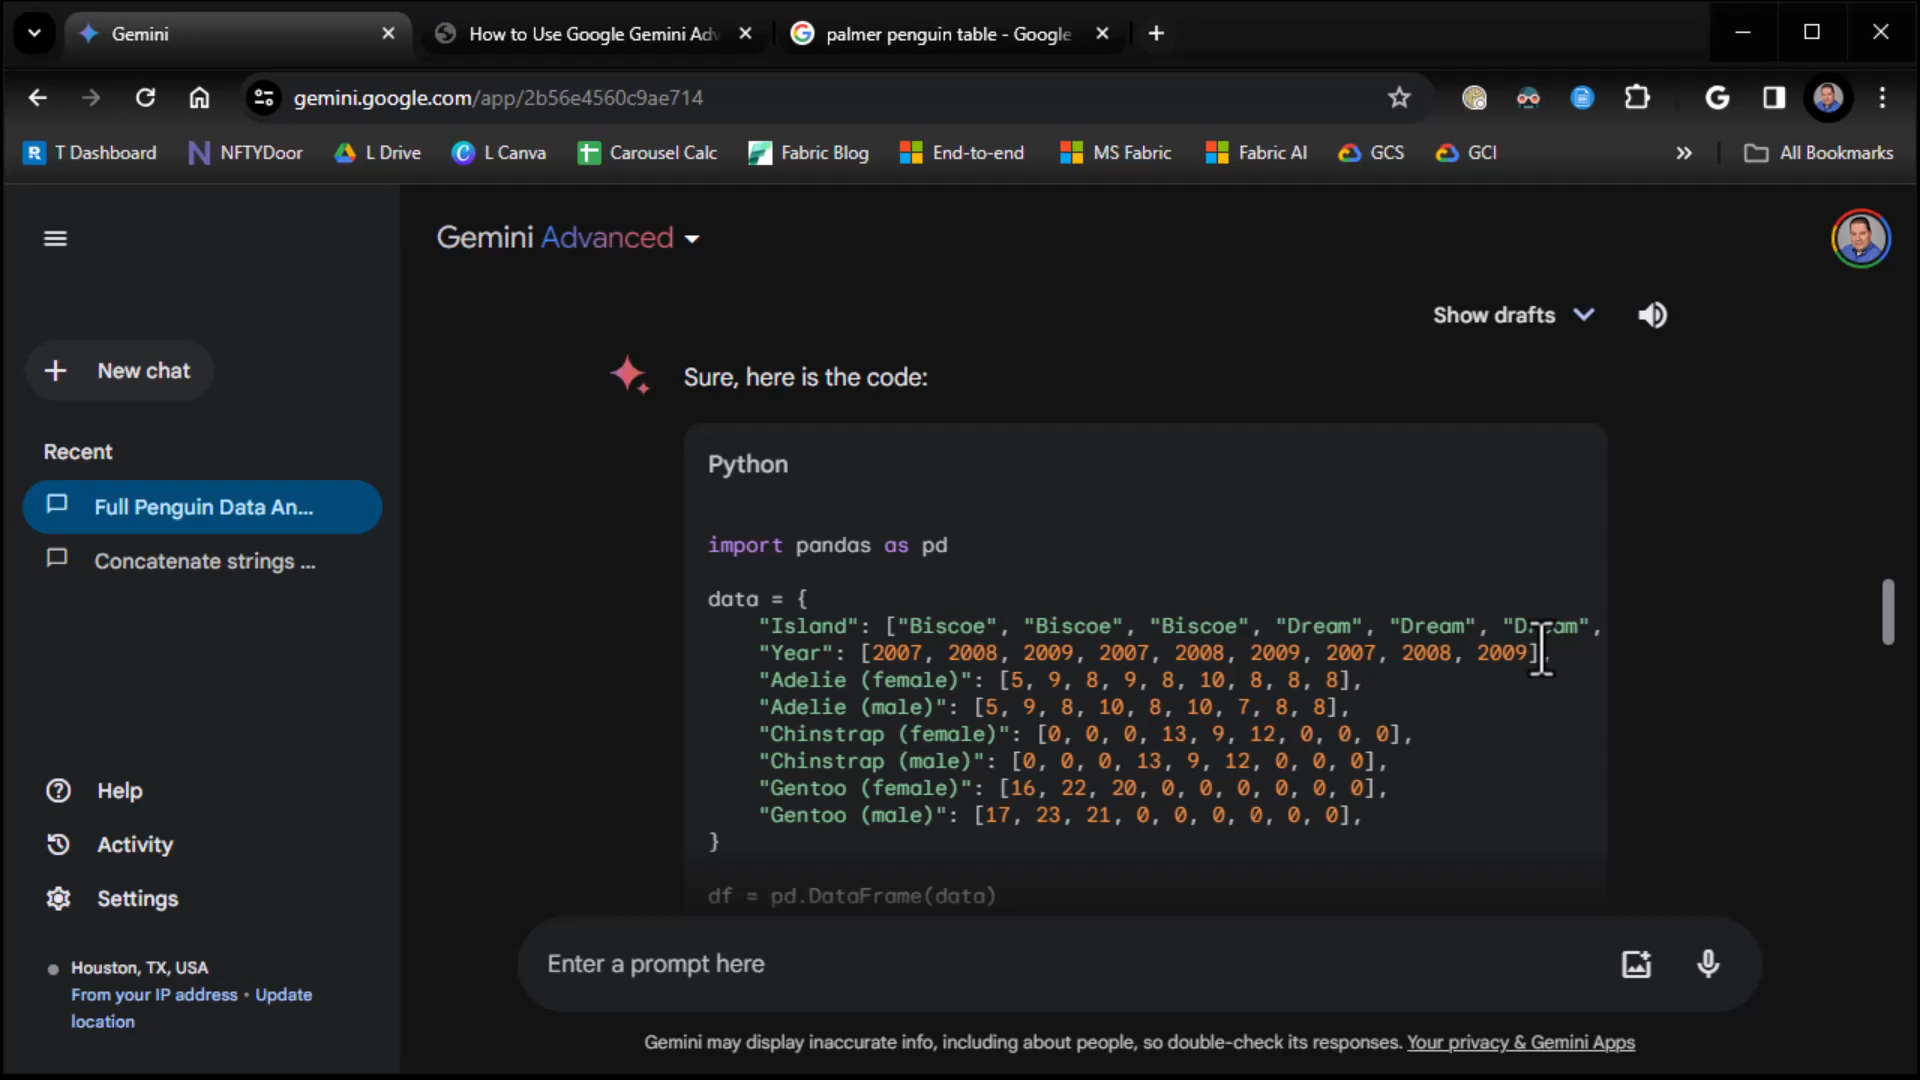 Gemini
How to Use Google Gemini Adv
palmer penguin table - Google
gemini.google.com/app/2b56e4560c9ae714
T Dashboard
NFTYDoor
L Drive
L Canva
Carousel Calc
Fabric Blog
End-to-end
MS Fabric
Fabric AI
GCS
GCI
All Bookmarks
Gemini Advanced
Show drafts
New chat
Recent
Full Penguin Data An...
Concatenate strings ...
Help
Activity
Settings
Houston, TX, USA
From your IP address • Update
location
Sure, here is the code:
Python
import pandas as pd
data = {
"Island": ["Biscoe", "Biscoe", "Biscoe", "Dream", "Dream", "Dream",
"Year": [2007, 2008, 2009, 2007, 2008, 2009, 2007, 2008, 2009],
"Adelie (female)": [5, 9, 8, 9, 8, 10, 8, 8, 8],
"Adelie (male)": [5, 9, 8, 10, 8, 10, 7, 8, 8],
"Chinstrap (female)": [0, 0, 0, 13, 9, 12, 0, 0, 0],
"Chinstrap (male)": [0, 0, 0, 13, 9, 12, 0, 0, 0],
"Gentoo (female)": [16, 22, 20, 0, 0, 0, 0, 0, 0],
"Gentoo (male)": [17, 23, 21, 0, 0, 0, 0, 0, 0],
}
df = pd.DataFrame(data)
Enter a prompt here
Gemini may display inaccurate info, including about people, so double-check its responses. Your privacy & Gemini Apps